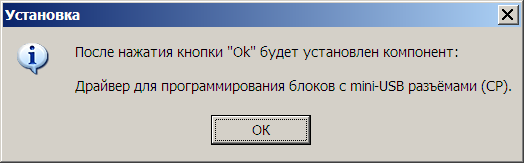 Установка
После нажатия кнопки "Ok" будет установлен компонент:
Драйвер для программирования блоков с mini-USB разъёмами (CP).
OK